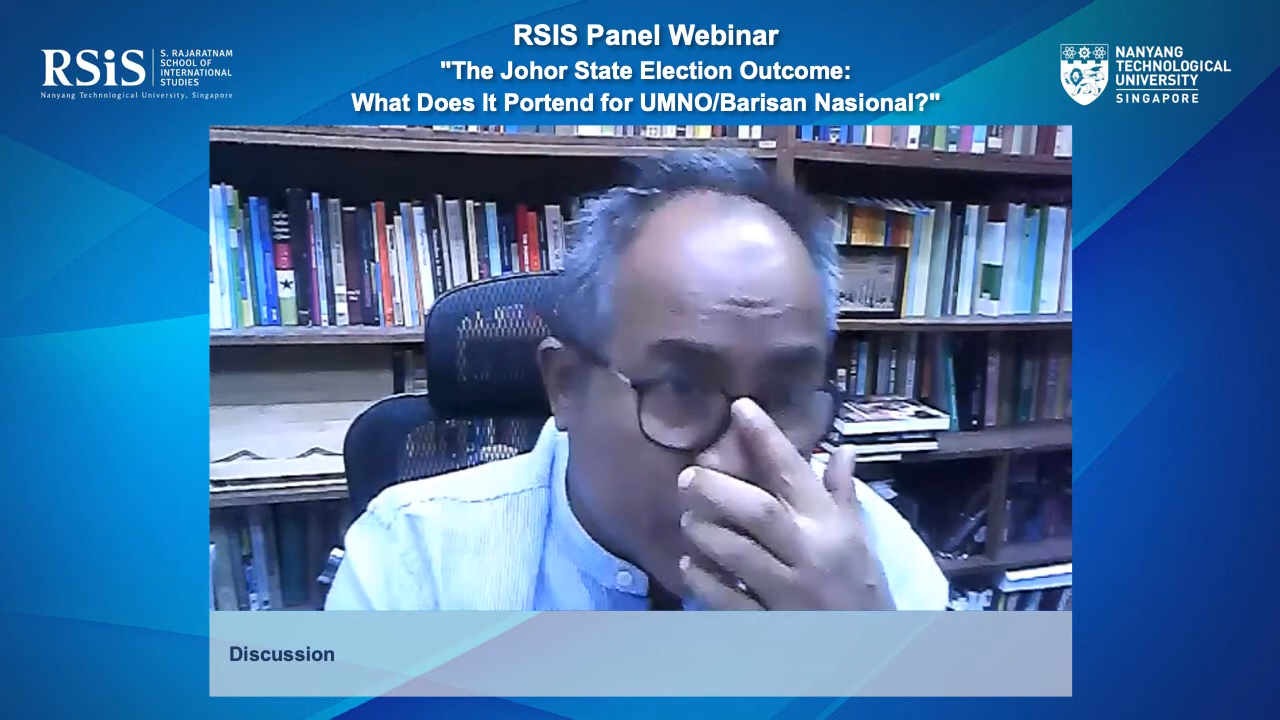 RSIS Panel Webinar
"The Johor State Election Outcome:
What Does It Portend for UMNO/Barisan Nasional?"
RSiS
S. RAJARATNAM
SCHOOL OF
INTERNATIONAL
STUDIES
Nanyang Technological University, Singapore
NANYANG
TECHNOLOGICAL
UNIVERSITY
SINGAPORE
Discussion